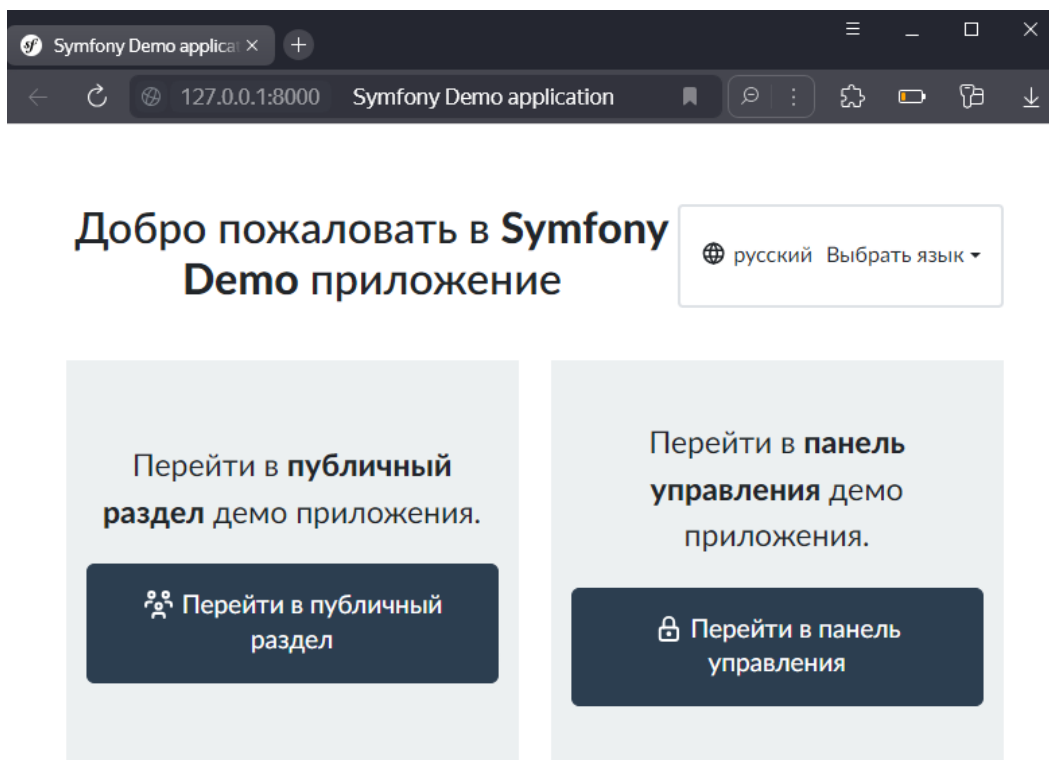 Symfony Demo applicat
127.0.0.1:8000 Symfony Demo application
Добро пожаловать в Symfony
Demo приложение
русский Выбрать язык
Перейти в публичный
раздел демо приложения.
Перейти в публичный
раздел
Перейти в панель
управления демо
приложения.
Перейти в панель
управления